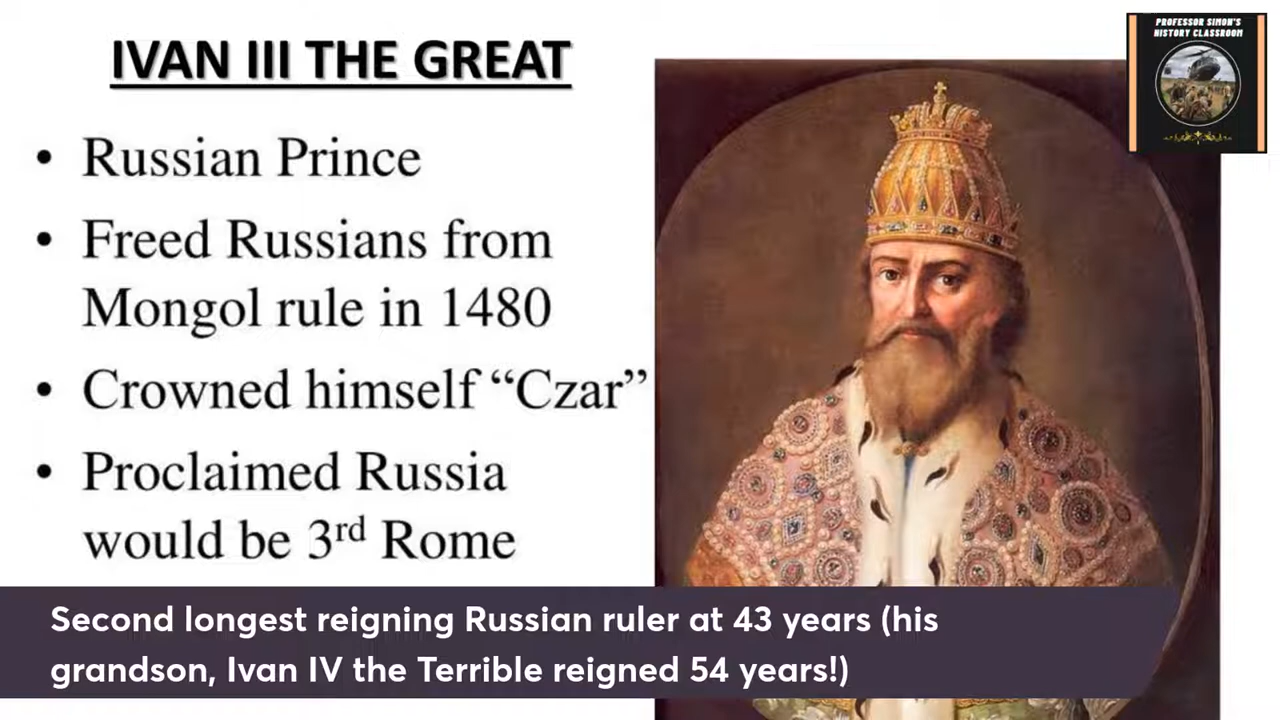 IVAN III THE GREAT
PROFESSOR SIMON'S
HISTORY CLASSROOM
• Russian Prince
• Freed Russians from
Mongol rule in 1480
• Crowned himself “Czar”
• Proclaimed Russia
would be 3rd Rome
Second longest reigning Russian ruler at 43 years (his
grandson, Ivan IV the Terrible reigned 54 years!)